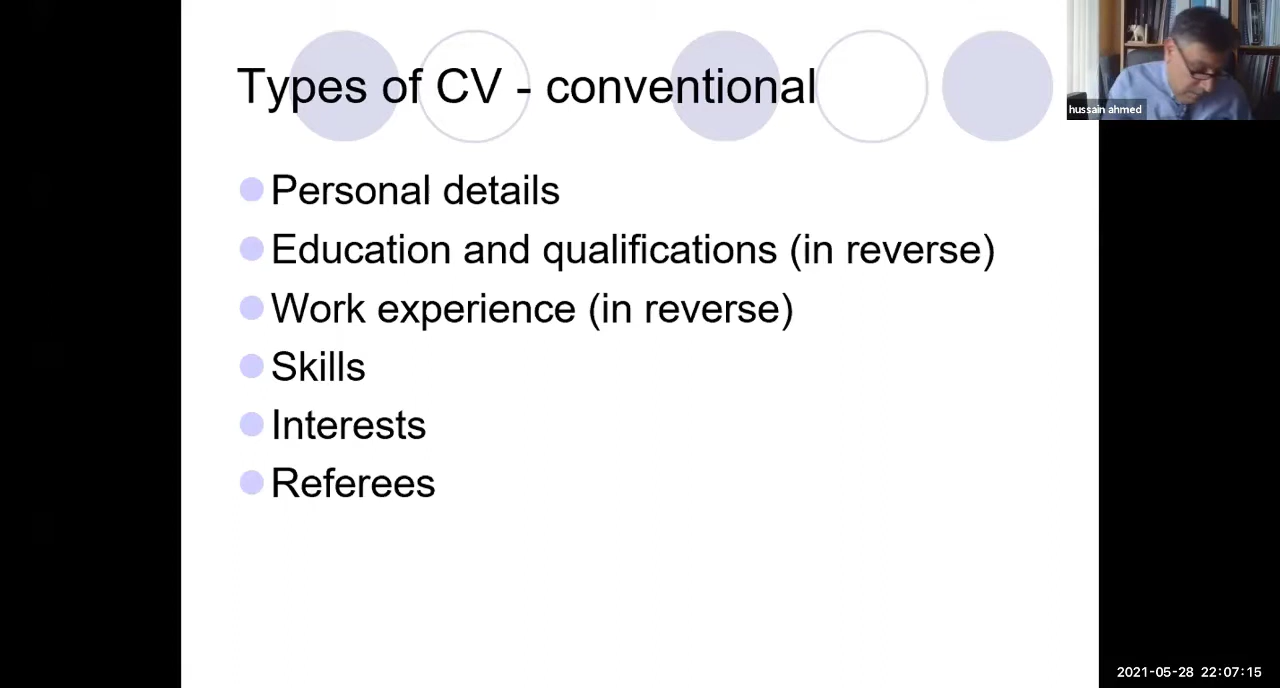 Types of CV - conventional
hussain ahmed
Personal details
Education and qualifications (in reverse)
Work experience (in reverse)
Skills
Interests
Referees
2021-05-28 22:07:15